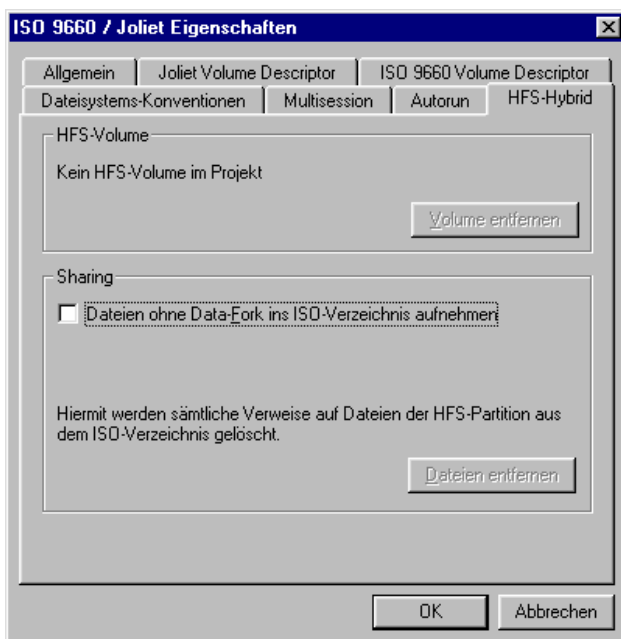 ISO 9660 / Joliet Eigenschaften
Allgemein
Joliet Volume Descriptor
ISO 9660 Volume Descriptor
Dateisystems-Konventionen
Multisession
Autorun
HFS-Hybrid
HFS-Volume
Kein HFS-Volume im Projekt
Volume entfernen
Sharing
Dateien ohne Data-Fork ins ISO-Verzeichnis aufnehmen
Hiermit werden sämtliche Verweise auf Dateien der HFS-Partition aus
dem ISO-Verzeichnis gelöscht.
Dateien entfernen
OK
Abbrechen